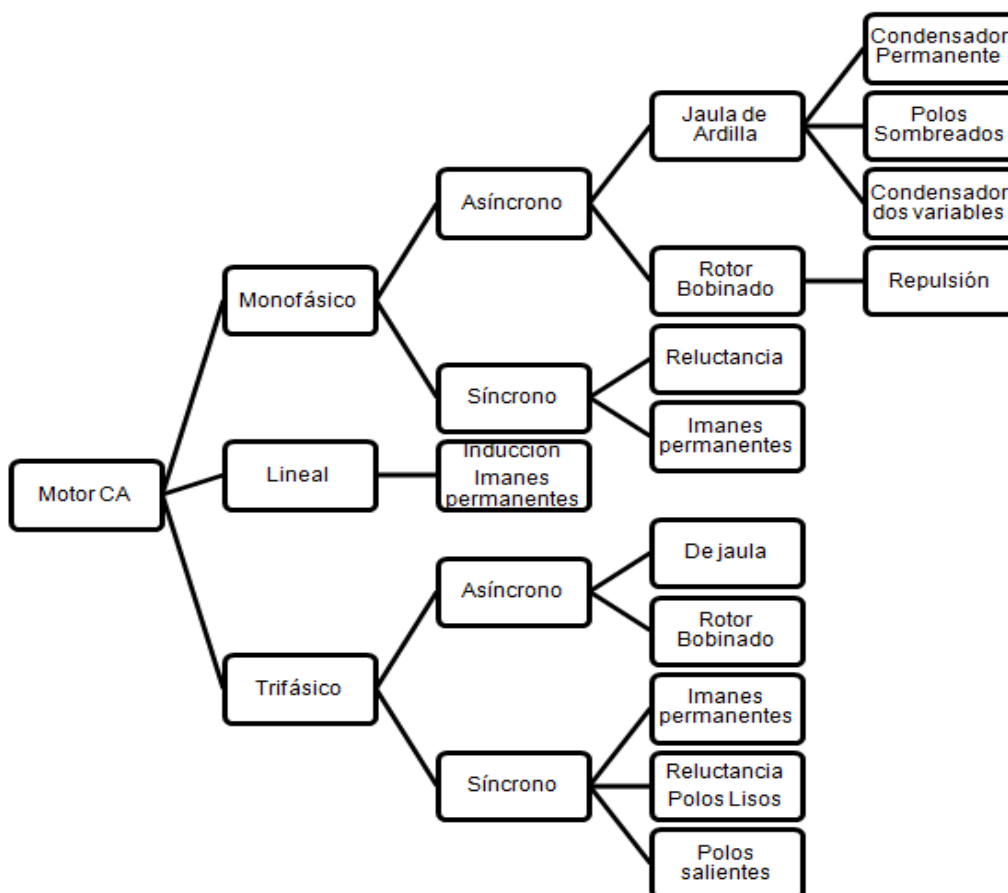 Motor CA
Monofásico
Asíncrono
Jaula de
Ardilla
Condensador
Permanente
Polos
Sombreados
Condensador
dos variables
Rotor
Bobinado
Repulsión
Síncrono
Reluctancia
Imanes
permanentes
Lineal
Inducción
Imanes
permanentes
Trifásico
Asíncrono
De jaula
Rotor
Bobinado
Síncrono
Imanes
permanentes
Reluctancia
Polos Lisos
Polos
salientes